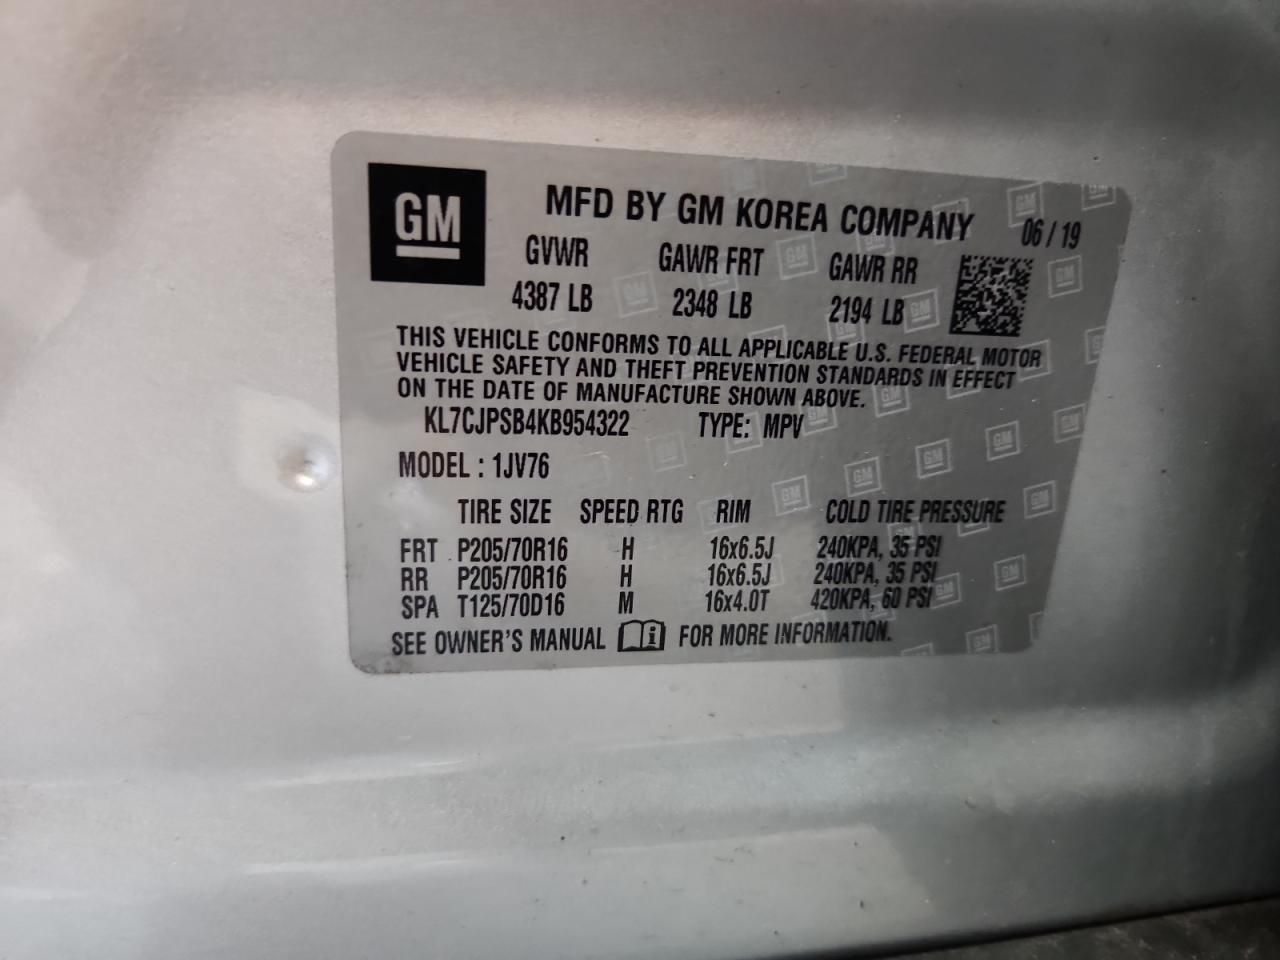 GM
MFD BY GM KOREA COMPANY 06 / 19
GVWR GAWR FRT GAWR RR
4387 LB 2348 LB 2194 LB
THIS VEHICLE CONFORMS TO ALL APPLICABLE U.S. FEDERAL MOTOR
VEHICLE SAFETY AND THEFT PREVENTION STANDARDS IN EFFECT
ON THE DATE OF MANUFACTURE SHOWN ABOVE.
KL7CJPSB4KB954322 TYPE: MPV
MODEL : 1JV76
TIRE SIZE SPEED RTG RIM COLD TIRE PRESSURE
FRT P205/70R16 H 16x6.5J 240KPA, 35 PSI
RR P205/70R16 H 16x6.5J 240KPA, 35 PSI
SPA T125/70D16 M 16x4.0T 420KPA, 60 PSI
SEE OWNER'S MANUAL i FOR MORE INFORMATION.